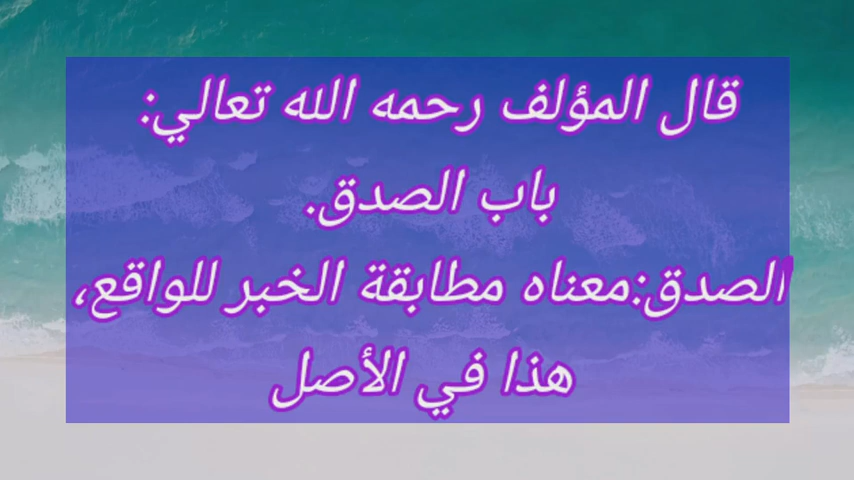 قال المؤلف رحمه الله تعالي:
باب الصدق.
الصدق:معناه مطابقة الخبر للواقع،
هذا في الأصل